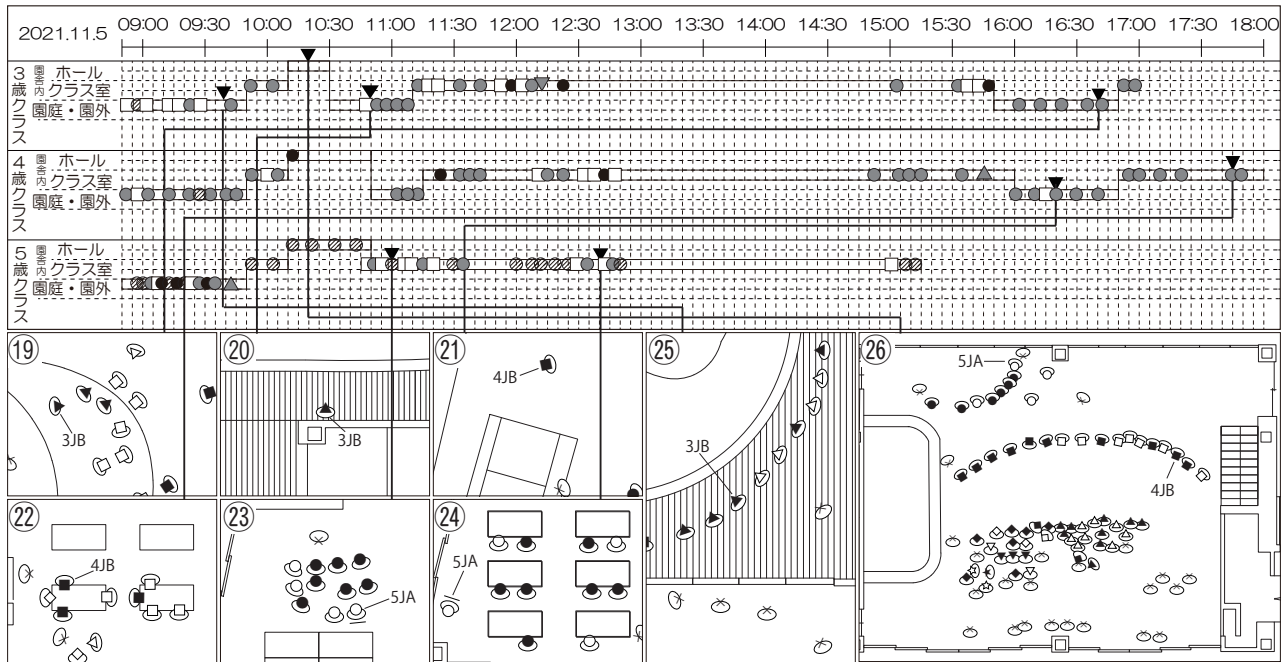 2021.11.5 09:00 09:30 10:00 10:30 11:00 11:30 12:00 12:30 13:00 13:30 14:00 14:30 15:00 15:30 16:00 16:30 17:00 17:30 18:00
3歳クラス
園舎内
ホール
クラス室
園庭・園外
4歳クラス
園舎内
ホール
クラス室
園庭・園外
5歳クラス
園舎内
ホール
クラス室
園庭・園外
⑲
3JB
⑳
3JB
㉑
4JB
㉕
3JB
㉖
5JA
4JB
㉒
4JB
㉓
5JA
㉔
5JA